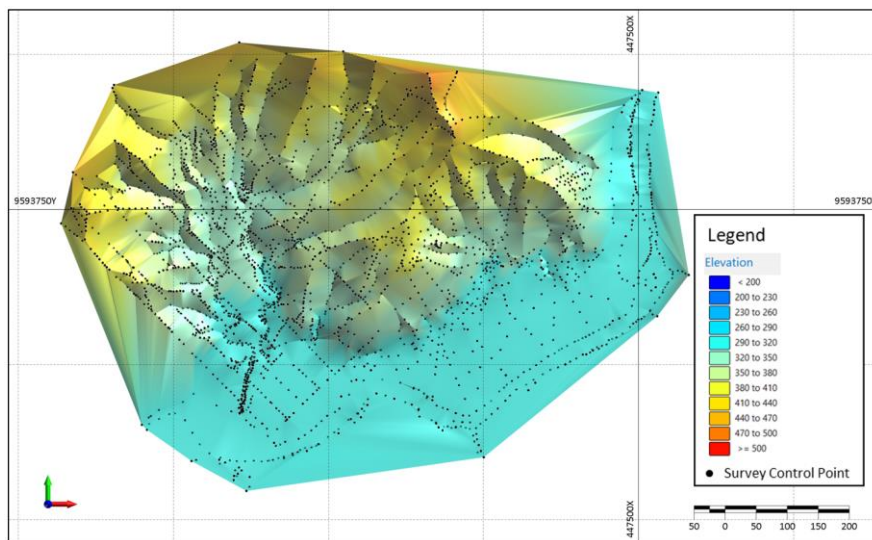 447500X
9593750Y
9593750
Legend
Elevation
< 200
200 to 230
230 to 260
260 to 290
290 to 320
320 to 350
350 to 380
380 to 410
410 to 440
440 to 470
470 to 500
>= 500
Survey Control Point
447500X
50 0 50 100 150 200